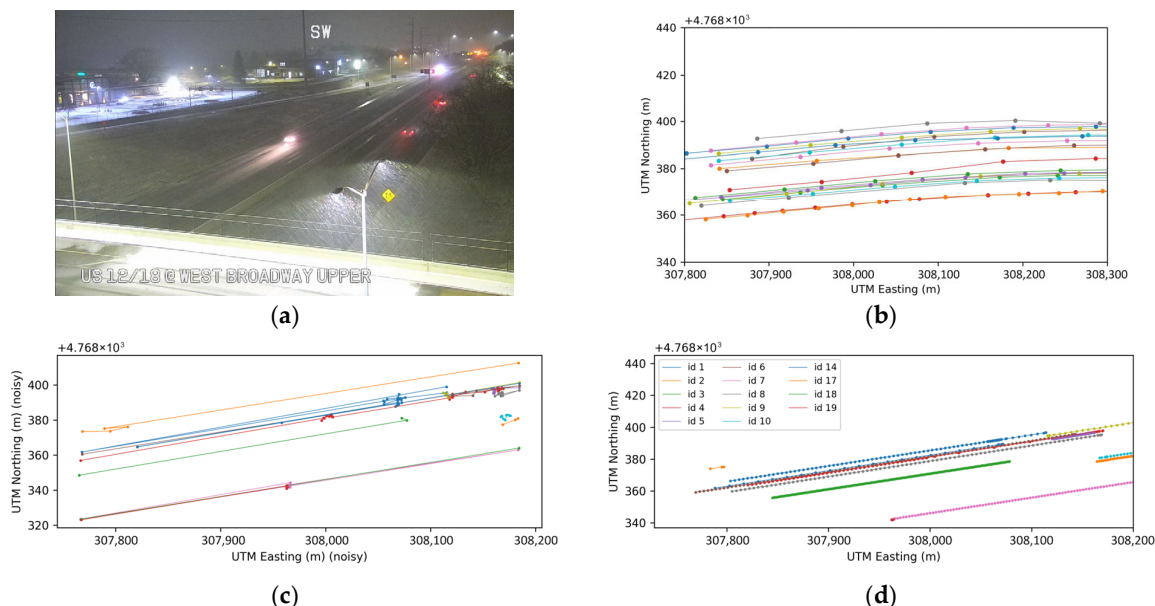 SW
US 12/18 @ WEST BROADWAY UPPER
(a)
+4.768×10³
440
420
400
380
360
340
UTM Northing (m)
307,800
307,900
308,000
308,100
308,200
308,300
UTM Easting (m)
(b)
+4.768×10³
400
380
360
340
320
UTM Northing (m) (noisy)
307,800
307,900
308,000
308,100
308,200
UTM Easting (m) (noisy)
(c)
+4.768×10³
440
420
400
380
360
340
UTM Northing (m)
id 1 id 6 id 14
id 2 id 7 id 17
id 3 id 8 id 18
id 4 id 9 id 19
id 5 id 10
307,800
307,900
308,000
308,100
308,200
UTM Easting (m)
(d)